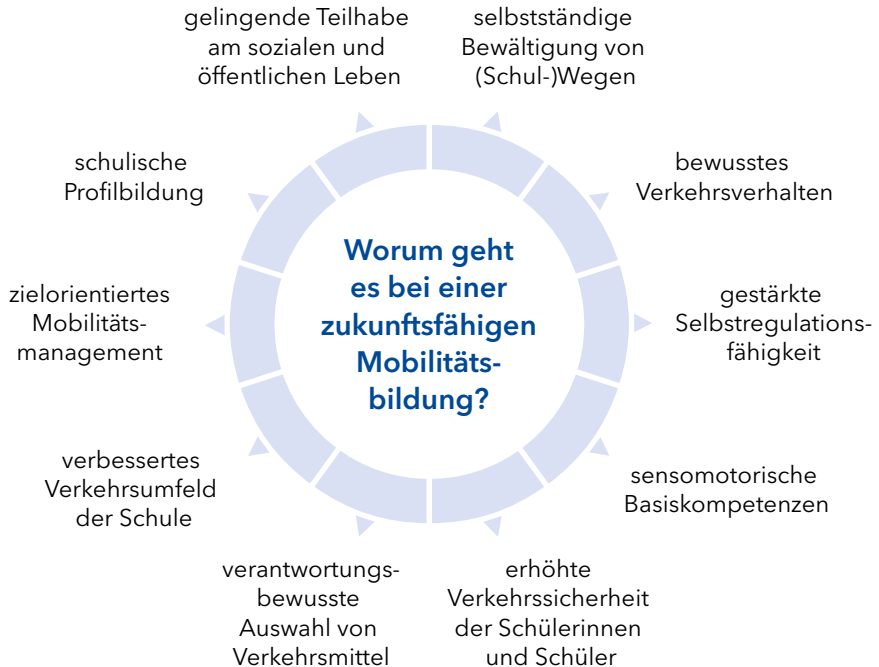 gelingende Teilhabe
am sozialen und
öffentlichen Leben
selbstständige
Bewältigung von
(Schul-)Wegen
bewusstes
Verkehrsverhalten
gestärkte
Selbstregulations-
fähigkeit
sensomotorische
Basiskompetenzen
erhöhte
Verkehrssicherheit
der Schülerinnen
und Schüler
verantwortungs-
bewusste
Auswahl von
Verkehrsmittel
verbessertes
Verkehrsumfeld
der Schule
zielorientiertes
Mobilitäts-
management
schulische
Profilbildung
Worum geht
es bei einer
zukunftsfähigen
Mobilitäts-
bildung?